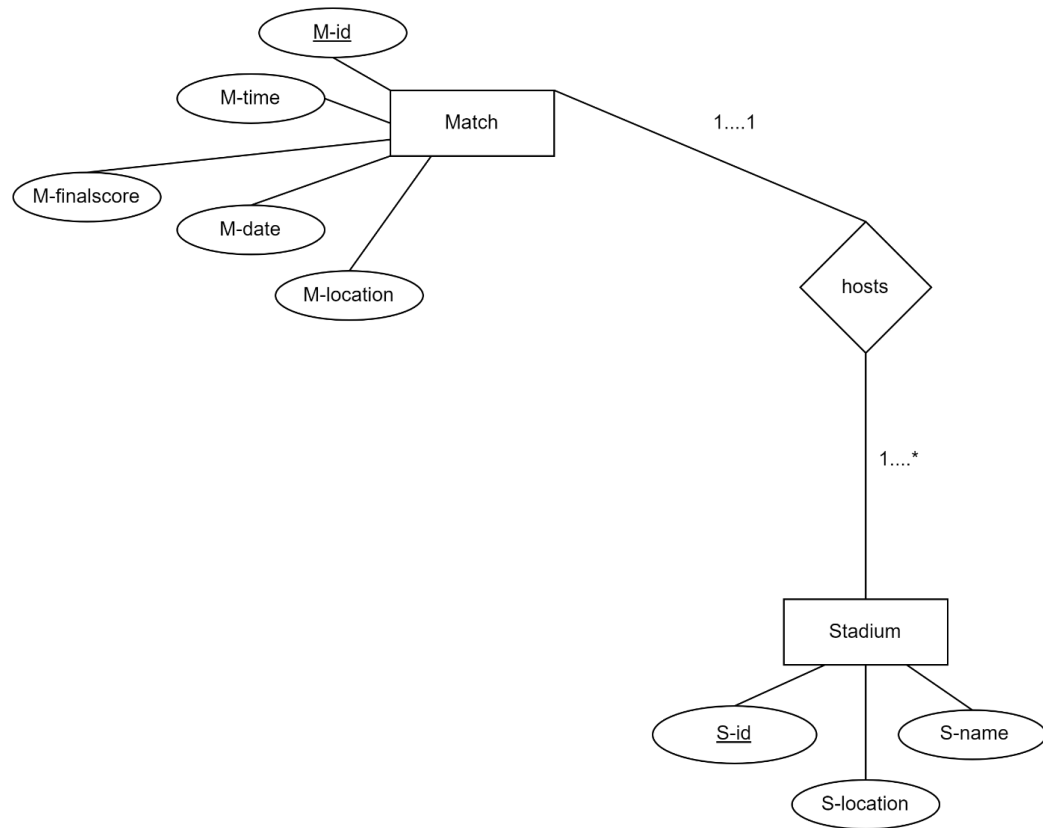 M-id
M-time
Match
1....1
M-finalscore
M-date
M-location
hosts
1....*
Stadium
S-id
S-name
S-location